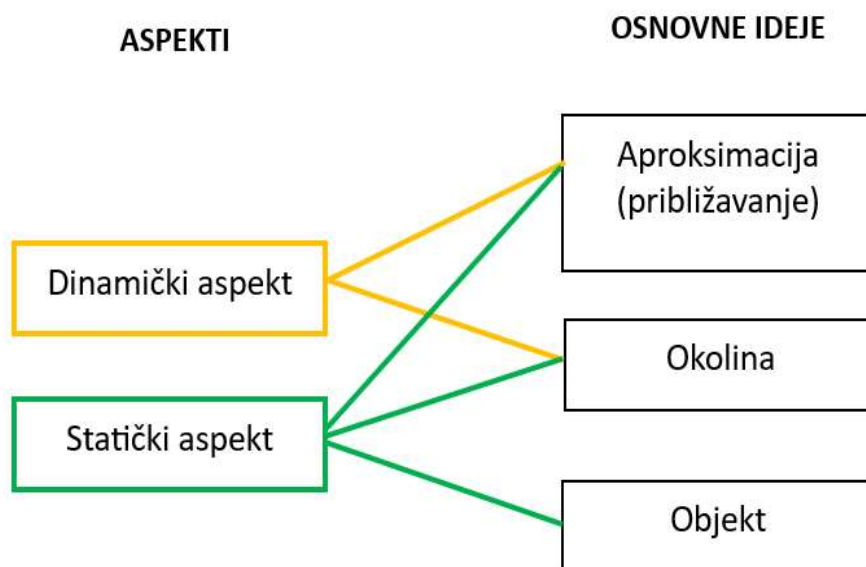 ASPEKTI
OSNOVNE IDEJE
Aproksimacija
(približavanje)
Dinamički aspekt
Okolina
Statički aspekt
Objekt